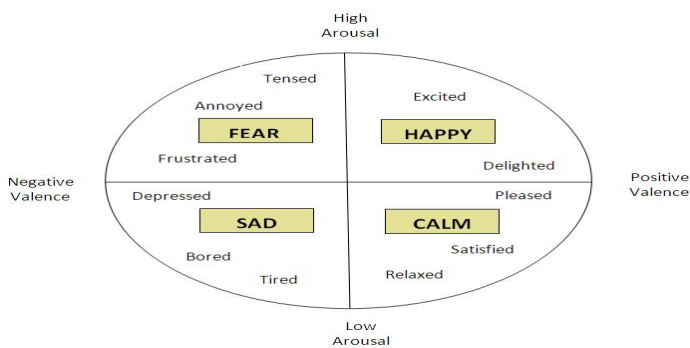 High
Arousal
Tensed
Excited
Annoyed
FEAR
HAPPY
Frustrated
Delighted
Negative
Valence
Positive
Valence
Depressed
Pleased
SAD
CALM
Bored
Satisfied
Tired
Relaxed
Low
Arousal